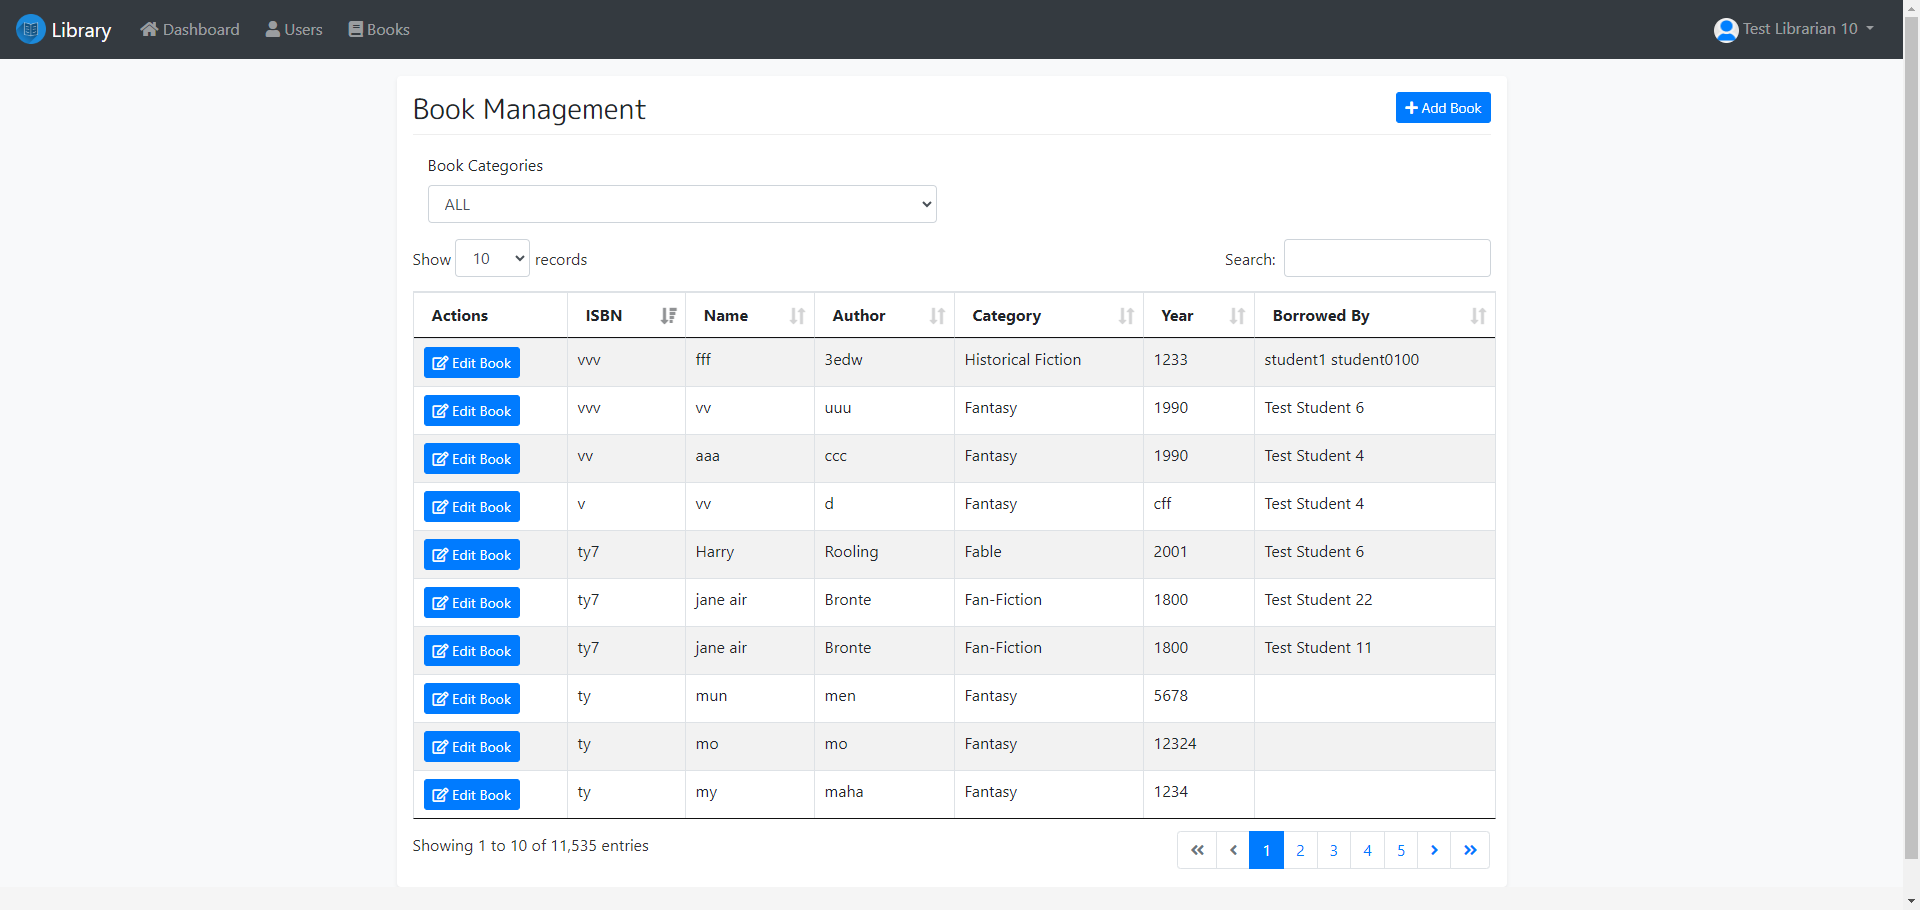 Library Dashboard Users Books Test Librarian 10
Book Management Add Book
Book Categories
ALL
Show 10 records Search:
Actions ISBN Name Author Category Year Borrowed By
Edit Book vvv fff 3edw Historical Fiction 1233 student1 student0100
Edit Book vvv vv uuu Fantasy 1990 Test Student 6
Edit Book vv aaa ccc Fantasy 1990 Test Student 4
Edit Book v vv d Fantasy cff Test Student 4
Edit Book ty7 Harry Rooling Fable 2001 Test Student 6
Edit Book ty7 jane air Bronte Fan-Fiction 1800 Test Student 22
Edit Book ty7 jane air Bronte Fan-Fiction 1800 Test Student 11
Edit Book ty mun men Fantasy 5678
Edit Book ty mo mo Fantasy 12324
Edit Book ty my maha Fantasy 1234
Showing 1 to 10 of 11,535 entries « ‹ 1 2 3 4 5 › »